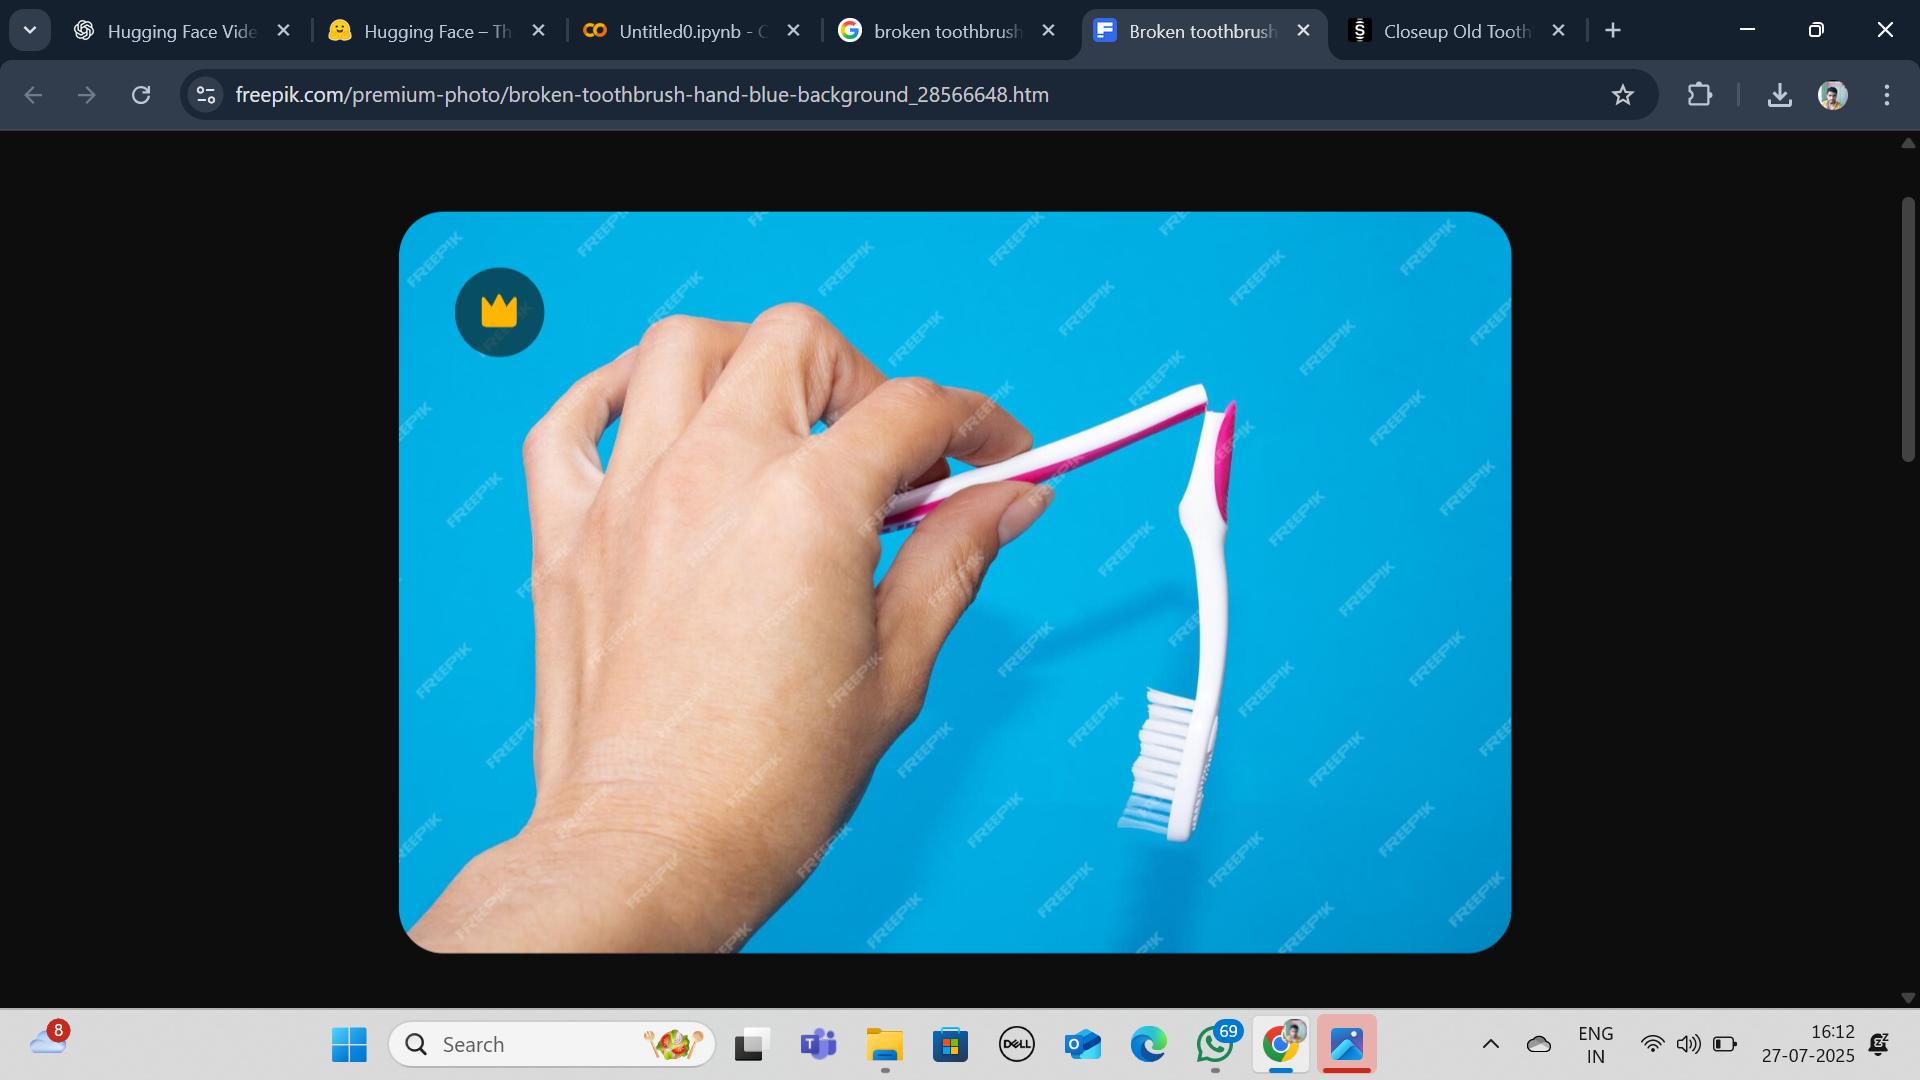 Hugging Face Vide
Hugging Face – Th
Untitled0.ipynb - C
broken toothbrush
Broken toothbrush
Closeup Old Tooth
freepik.com/premium-photo/broken-toothbrush-hand-blue-background_28566648.htm
FREEPIK
8
Search
T
DELL
O
69
ENG
IN
16:12
27-07-2025